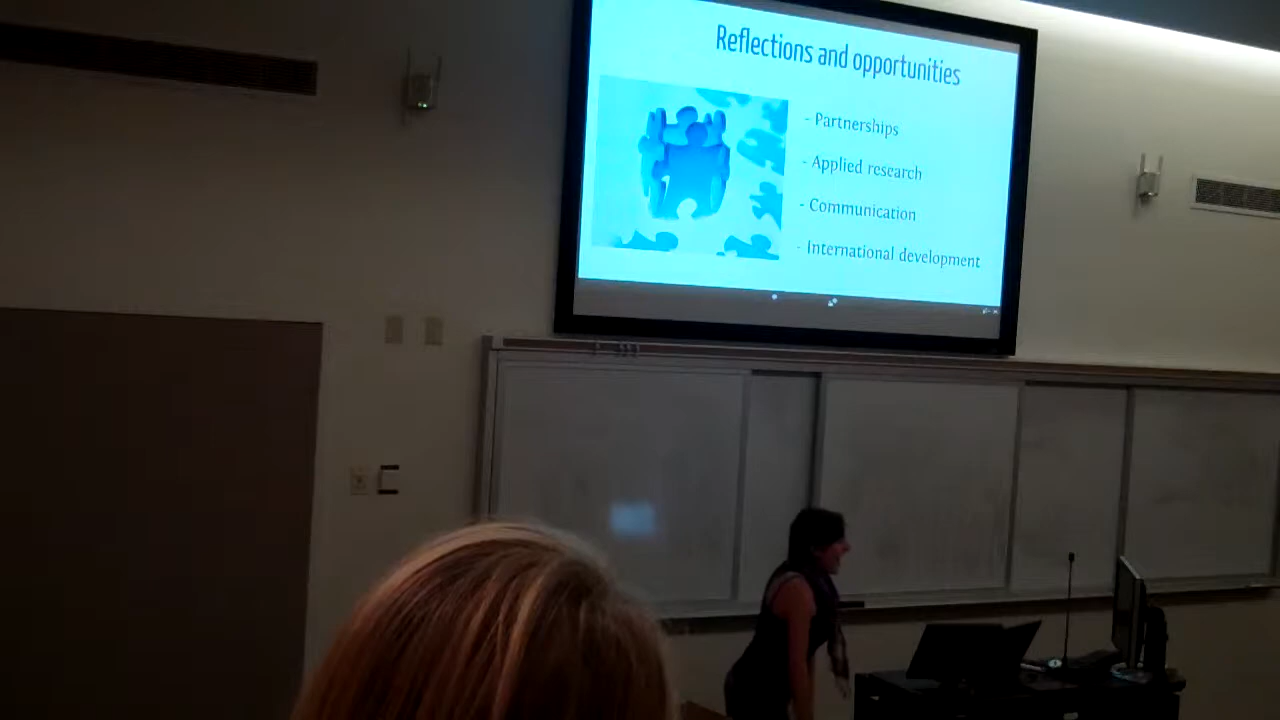 Reflections and opportunities
- Partnerships
- Applied research
- Communication
- International development